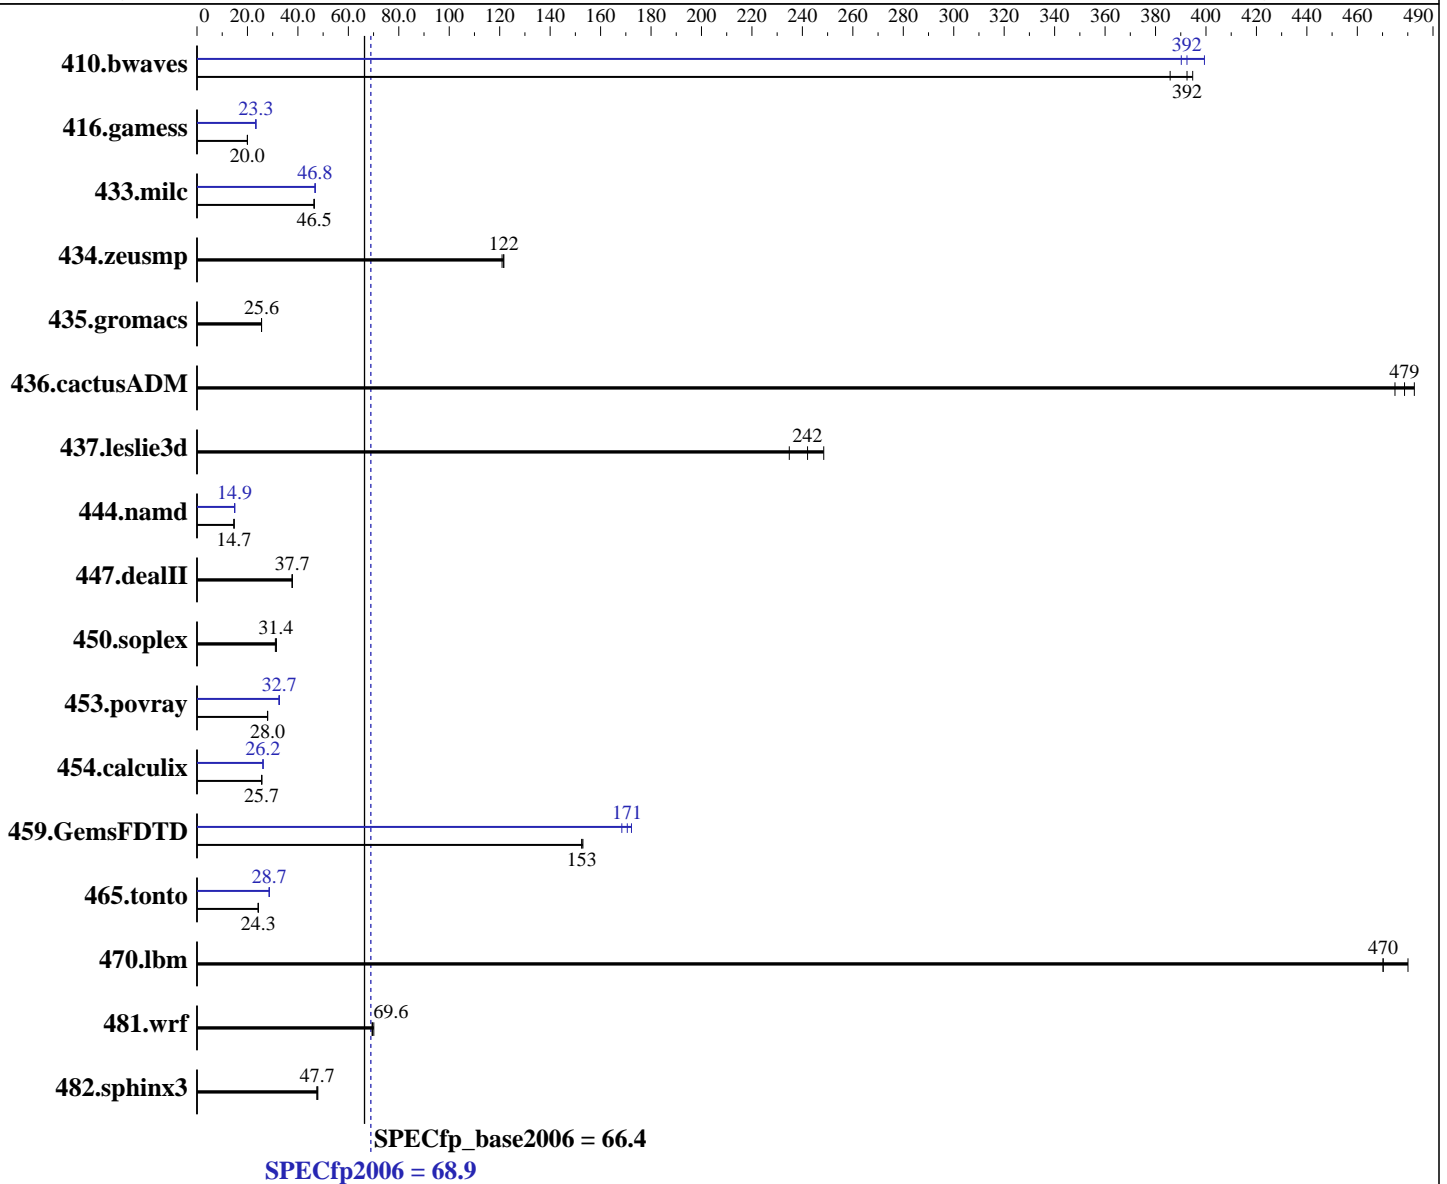 0 20.0 40.0 60.0 80.0 100 120 140 160 180 200 220 240 260 280 300 320 340 360 380 400 420 440 460 490
392
410.bwaves
392
23.3
416.gamess
20.0
46.8
433.milc
46.5
122
434.zeusmp
25.6
435.gromacs
479
436.cactusADM
242
437.leslie3d
14.9
444.namd
14.7
37.7
447.dealII
31.4
450.soplex
32.7
453.povray
28.0
26.2
454.calculix
25.7
171
459.GemsFDTD
153
28.7
465.tonto
24.3
470
470.lbm
69.6
481.wrf
47.7
482.sphinx3
SPECfp_base2006 = 66.4
SPECfp2006 = 68.9